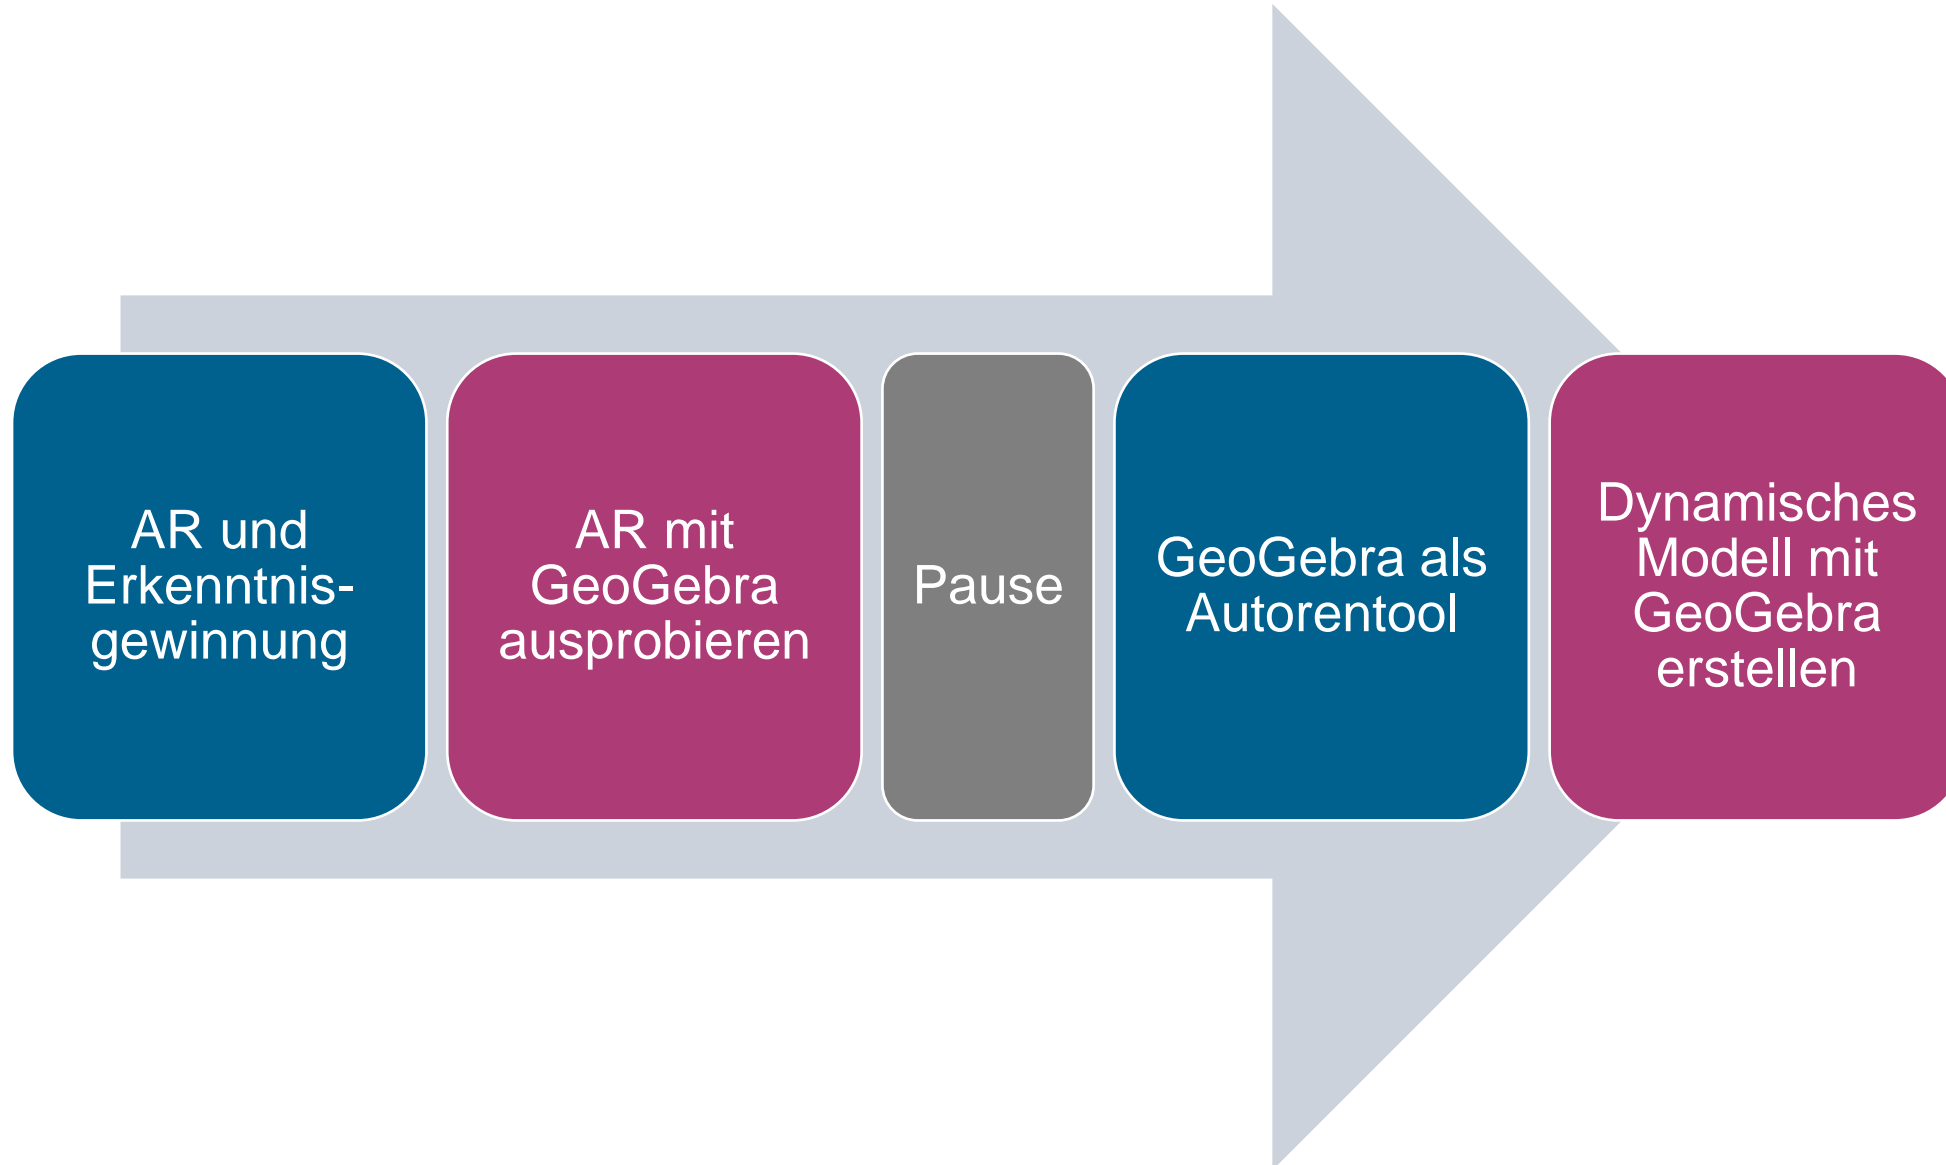 AR und
Erkenntnis-
gewinnung
AR mit
GeoGebra
ausprobieren
Pause
GeoGebra als
Autorentool
Dynamisches
Modell mit
GeoGebra
erstellen